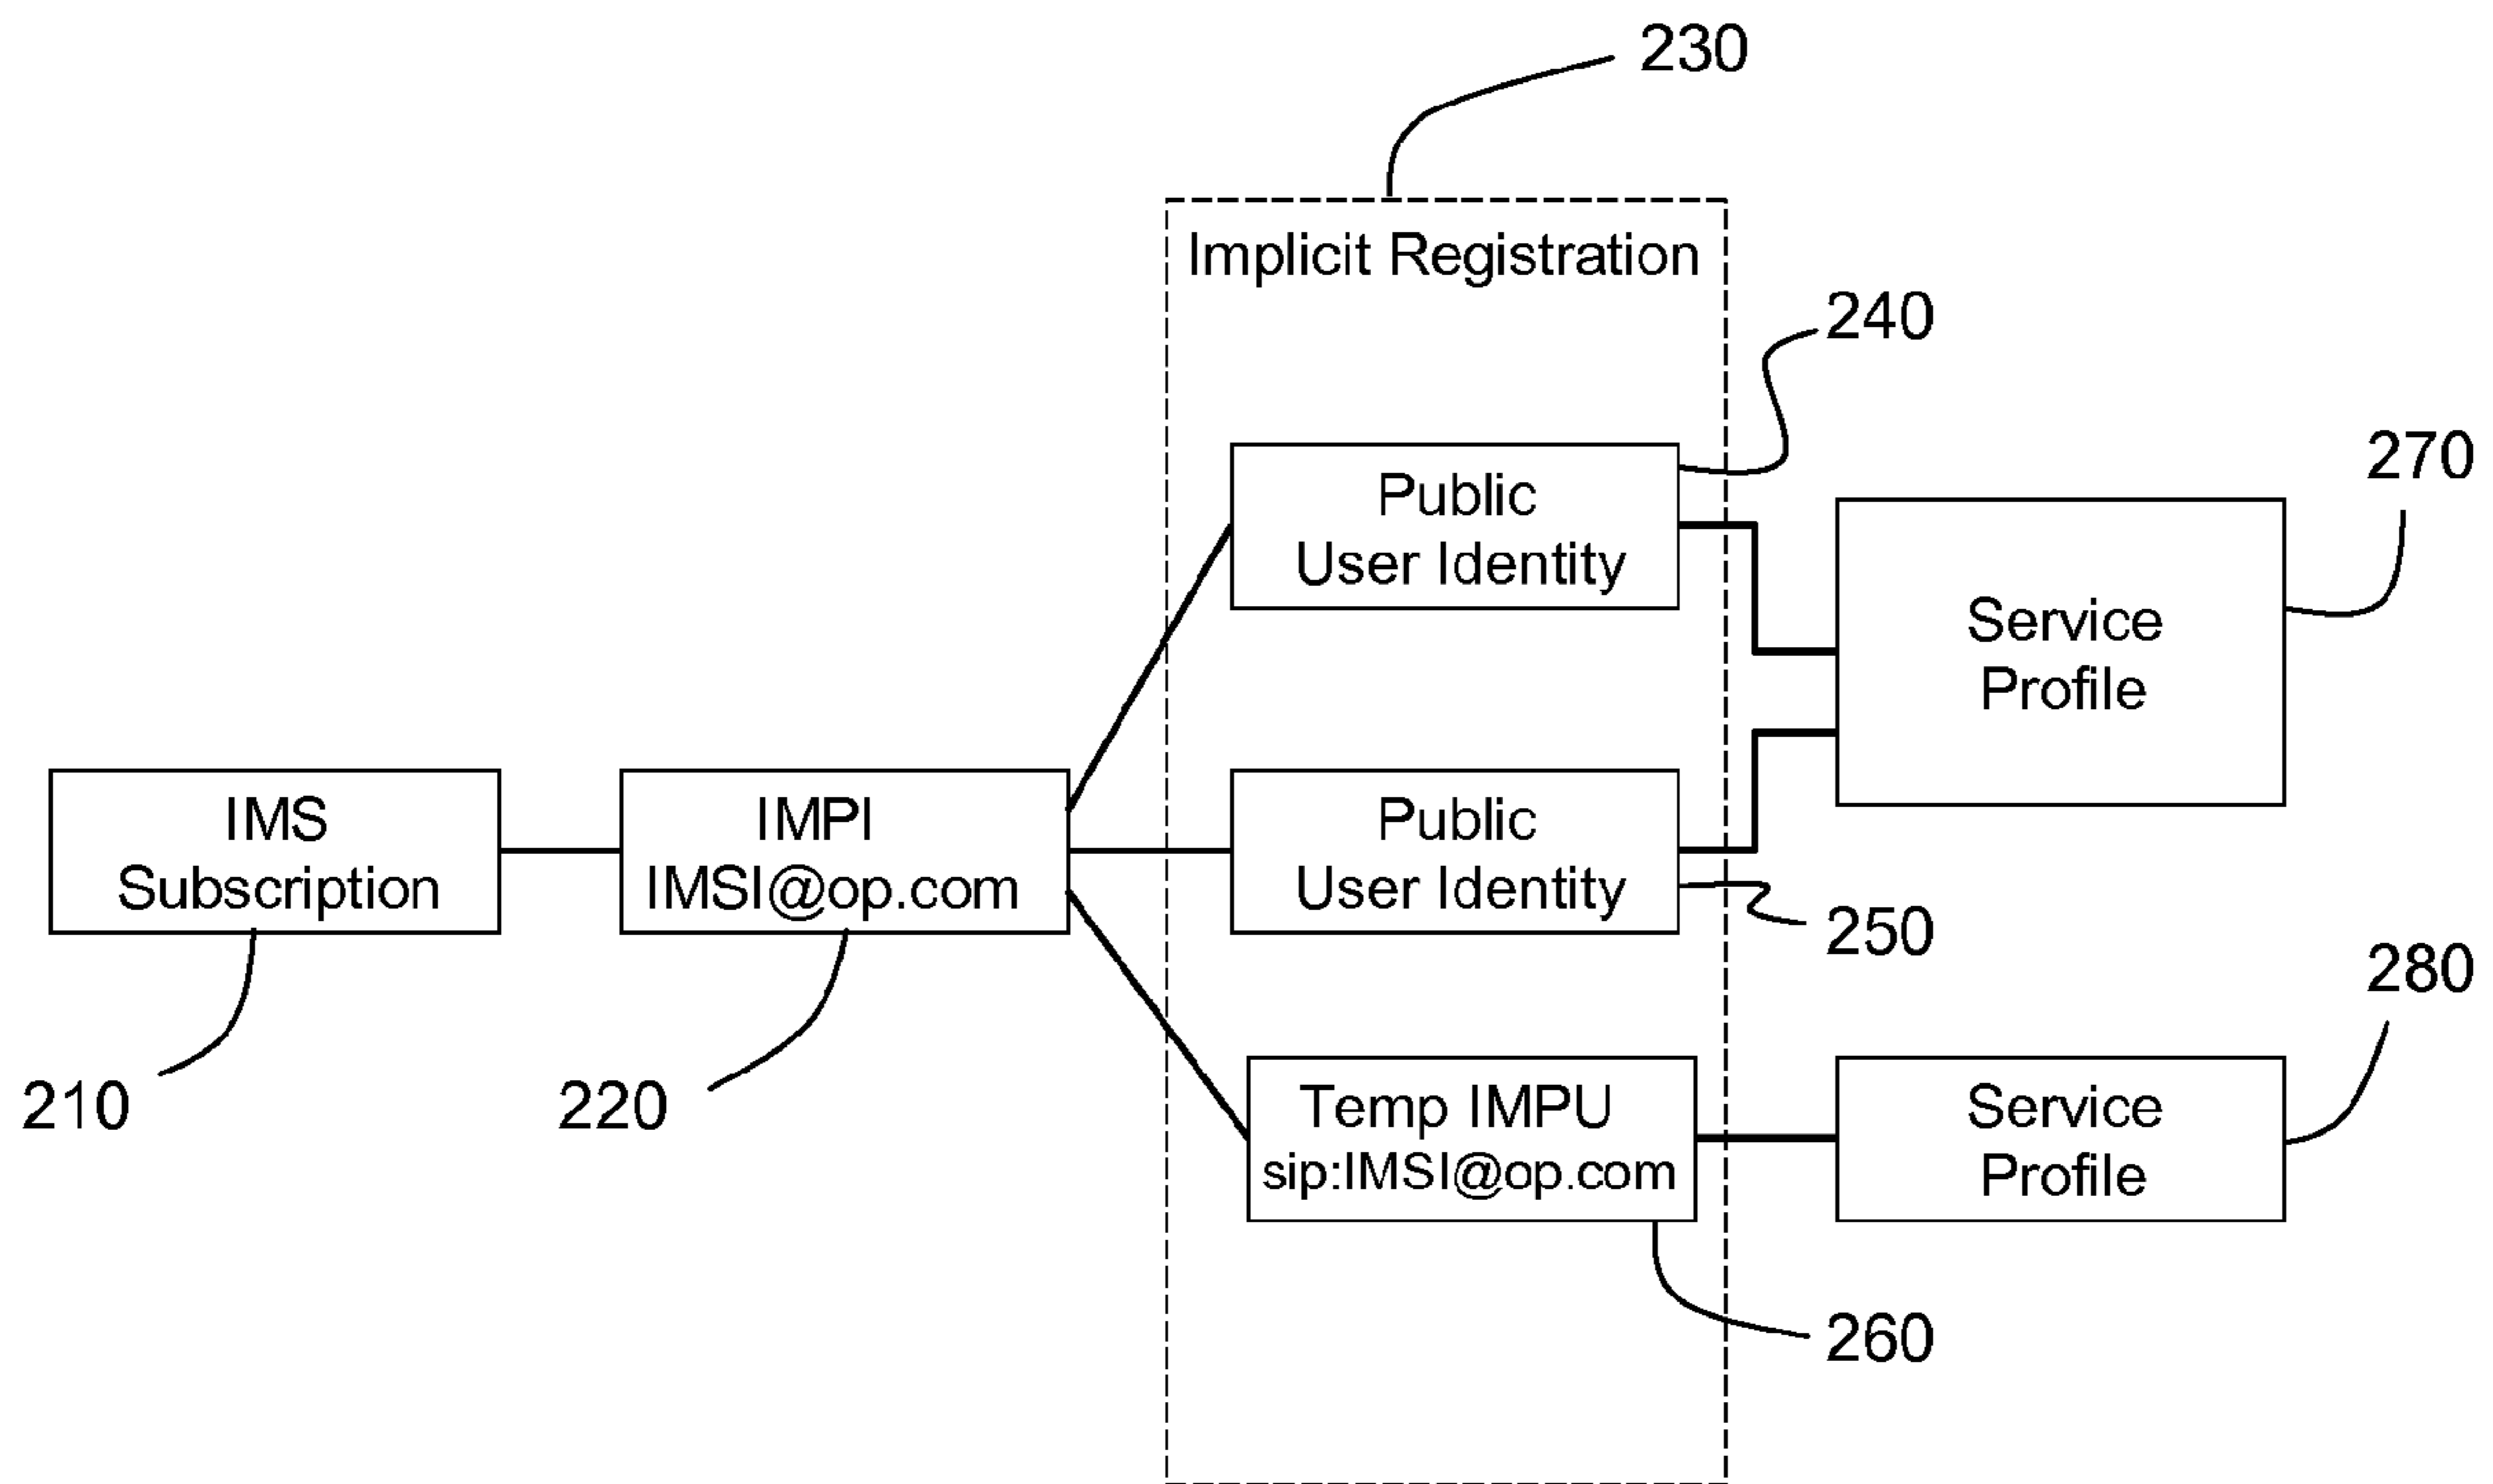 230
Implicit Registration
240
Public
User Identity
270
Service
Profile
IMS
Subscription
IMPI
IMSI@op.com
Public
User Identity
250
280
210
220
Temp IMPU
sip:IMSI@op.com
Service
Profile
260